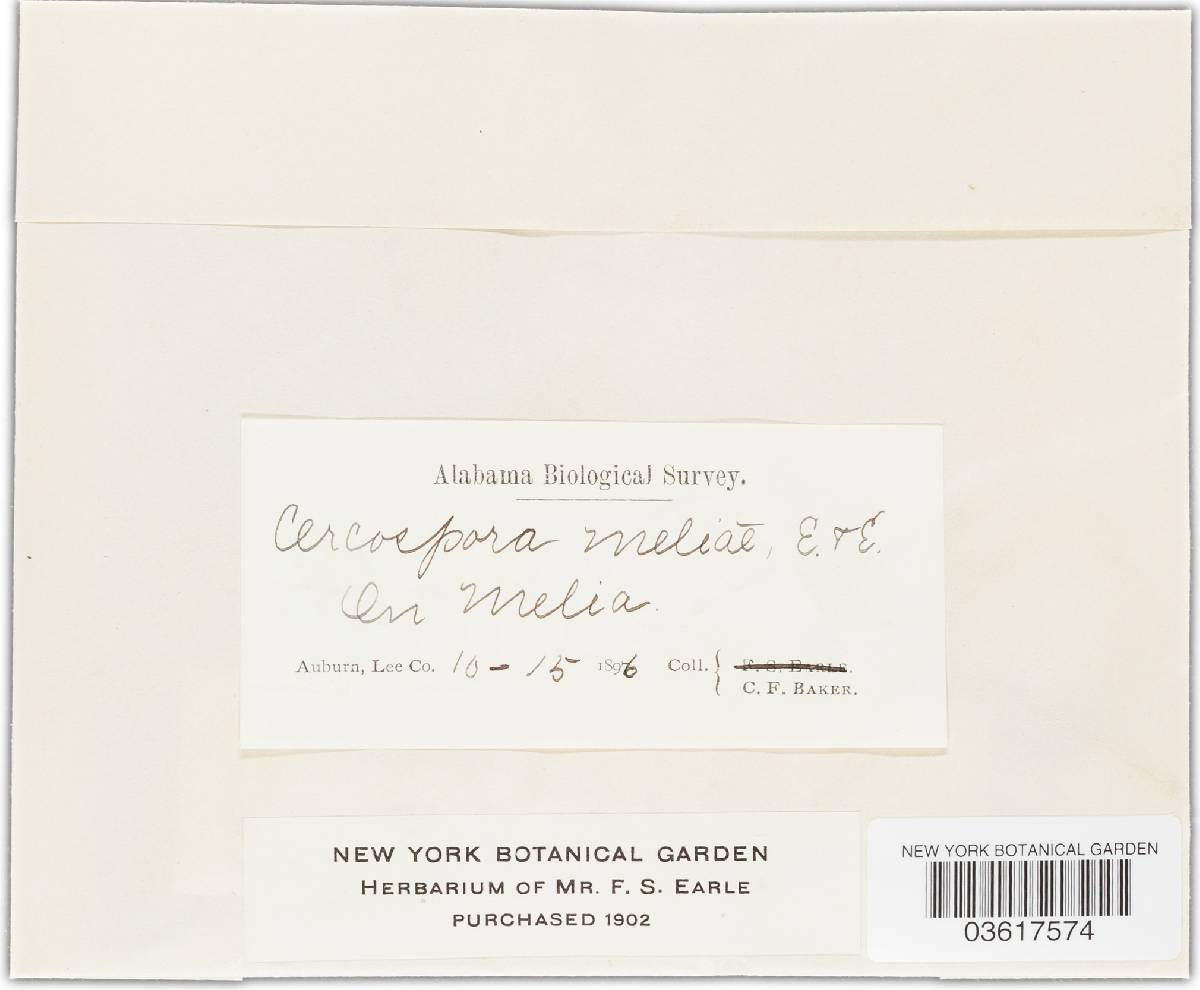 Alabama Biological Survey.
Cercospora meliae, E. & E.
On Melia.
Auburn, Lee Co. 10 - 15 1896 Coll. { F. S. EARLE.
C. F. BAKER.
NEW YORK BOTANICAL GARDEN
HERBARIUM OF MR. F. S. EARLE
PURCHASED 1902
NEW YORK BOTANICAL GARDEN
03617574